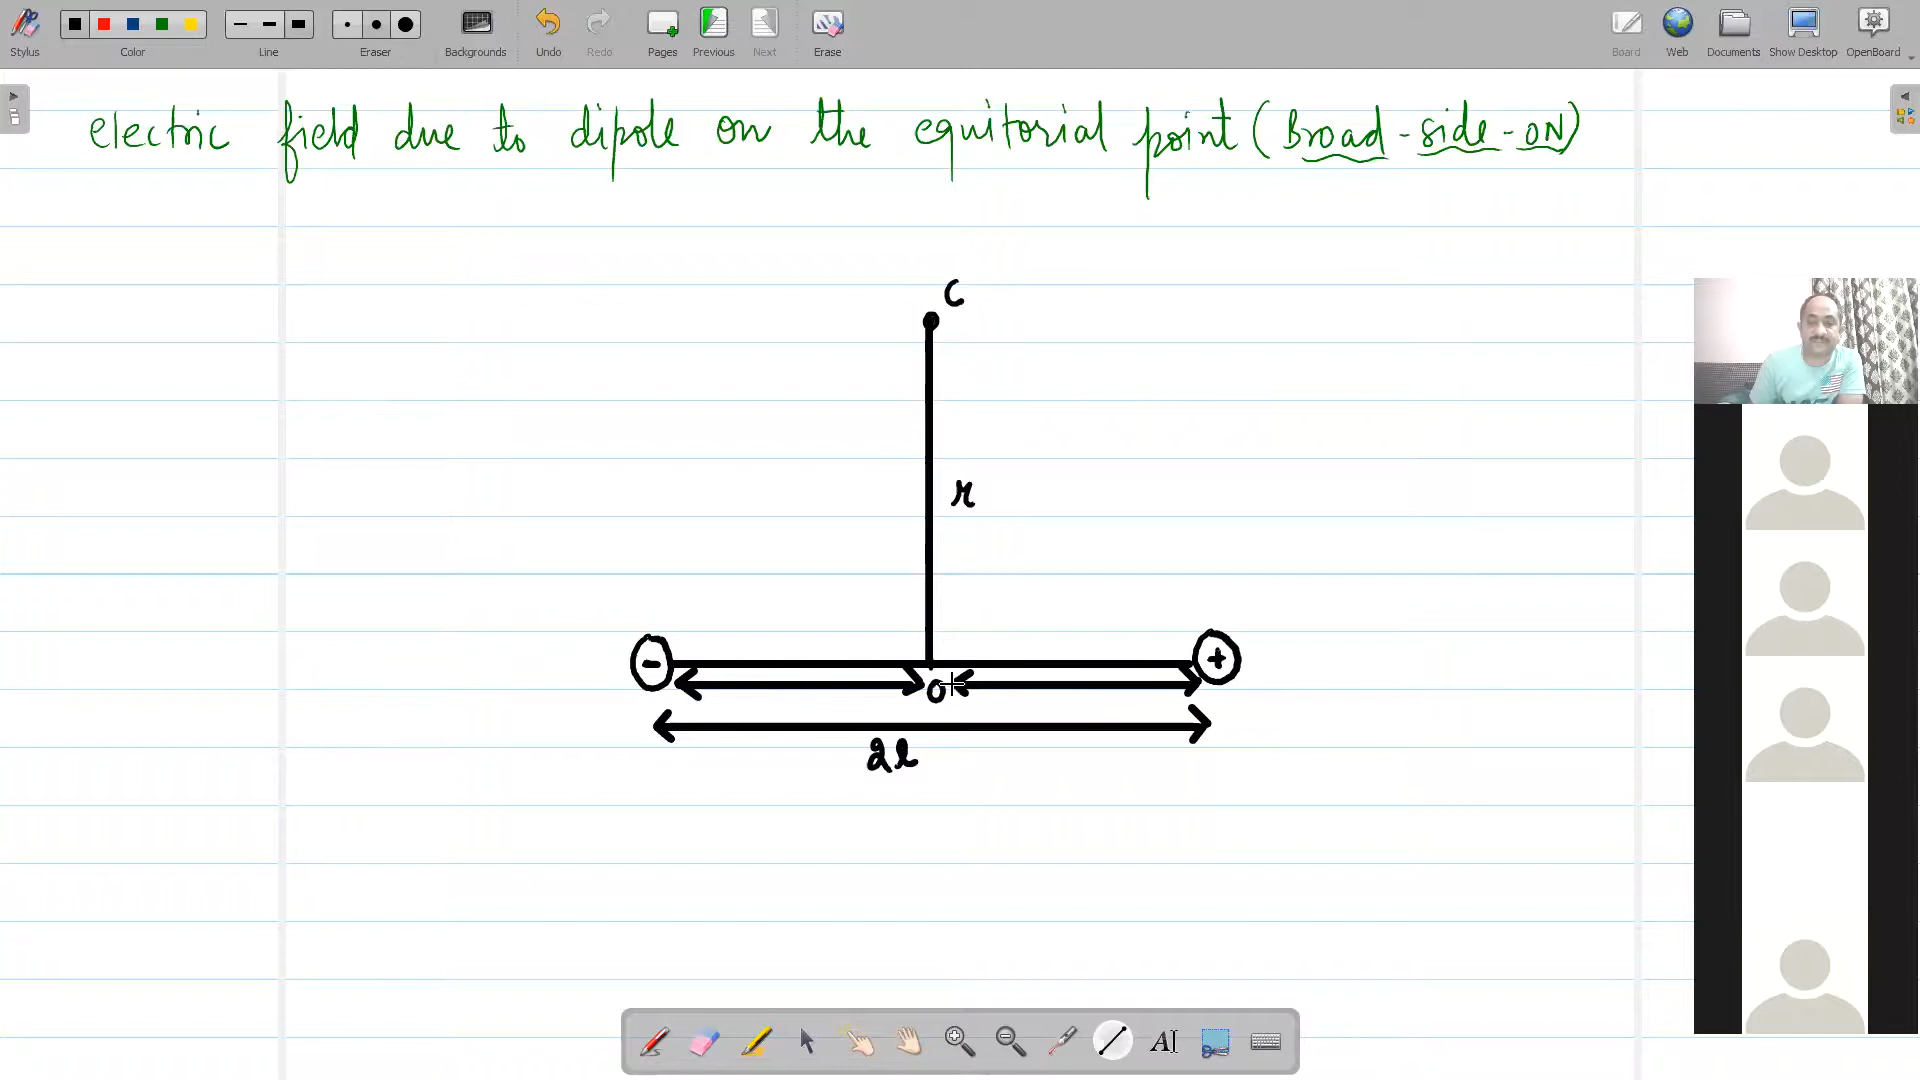 Stylus Color Line Eraser Backgrounds Undo Redo Pages Previous Next Erase Board Web Documents Show Desktop OpenBoard
electric field due to dipole on the equitorial point (Broad-side-ON)
C
r
- +
O
2l